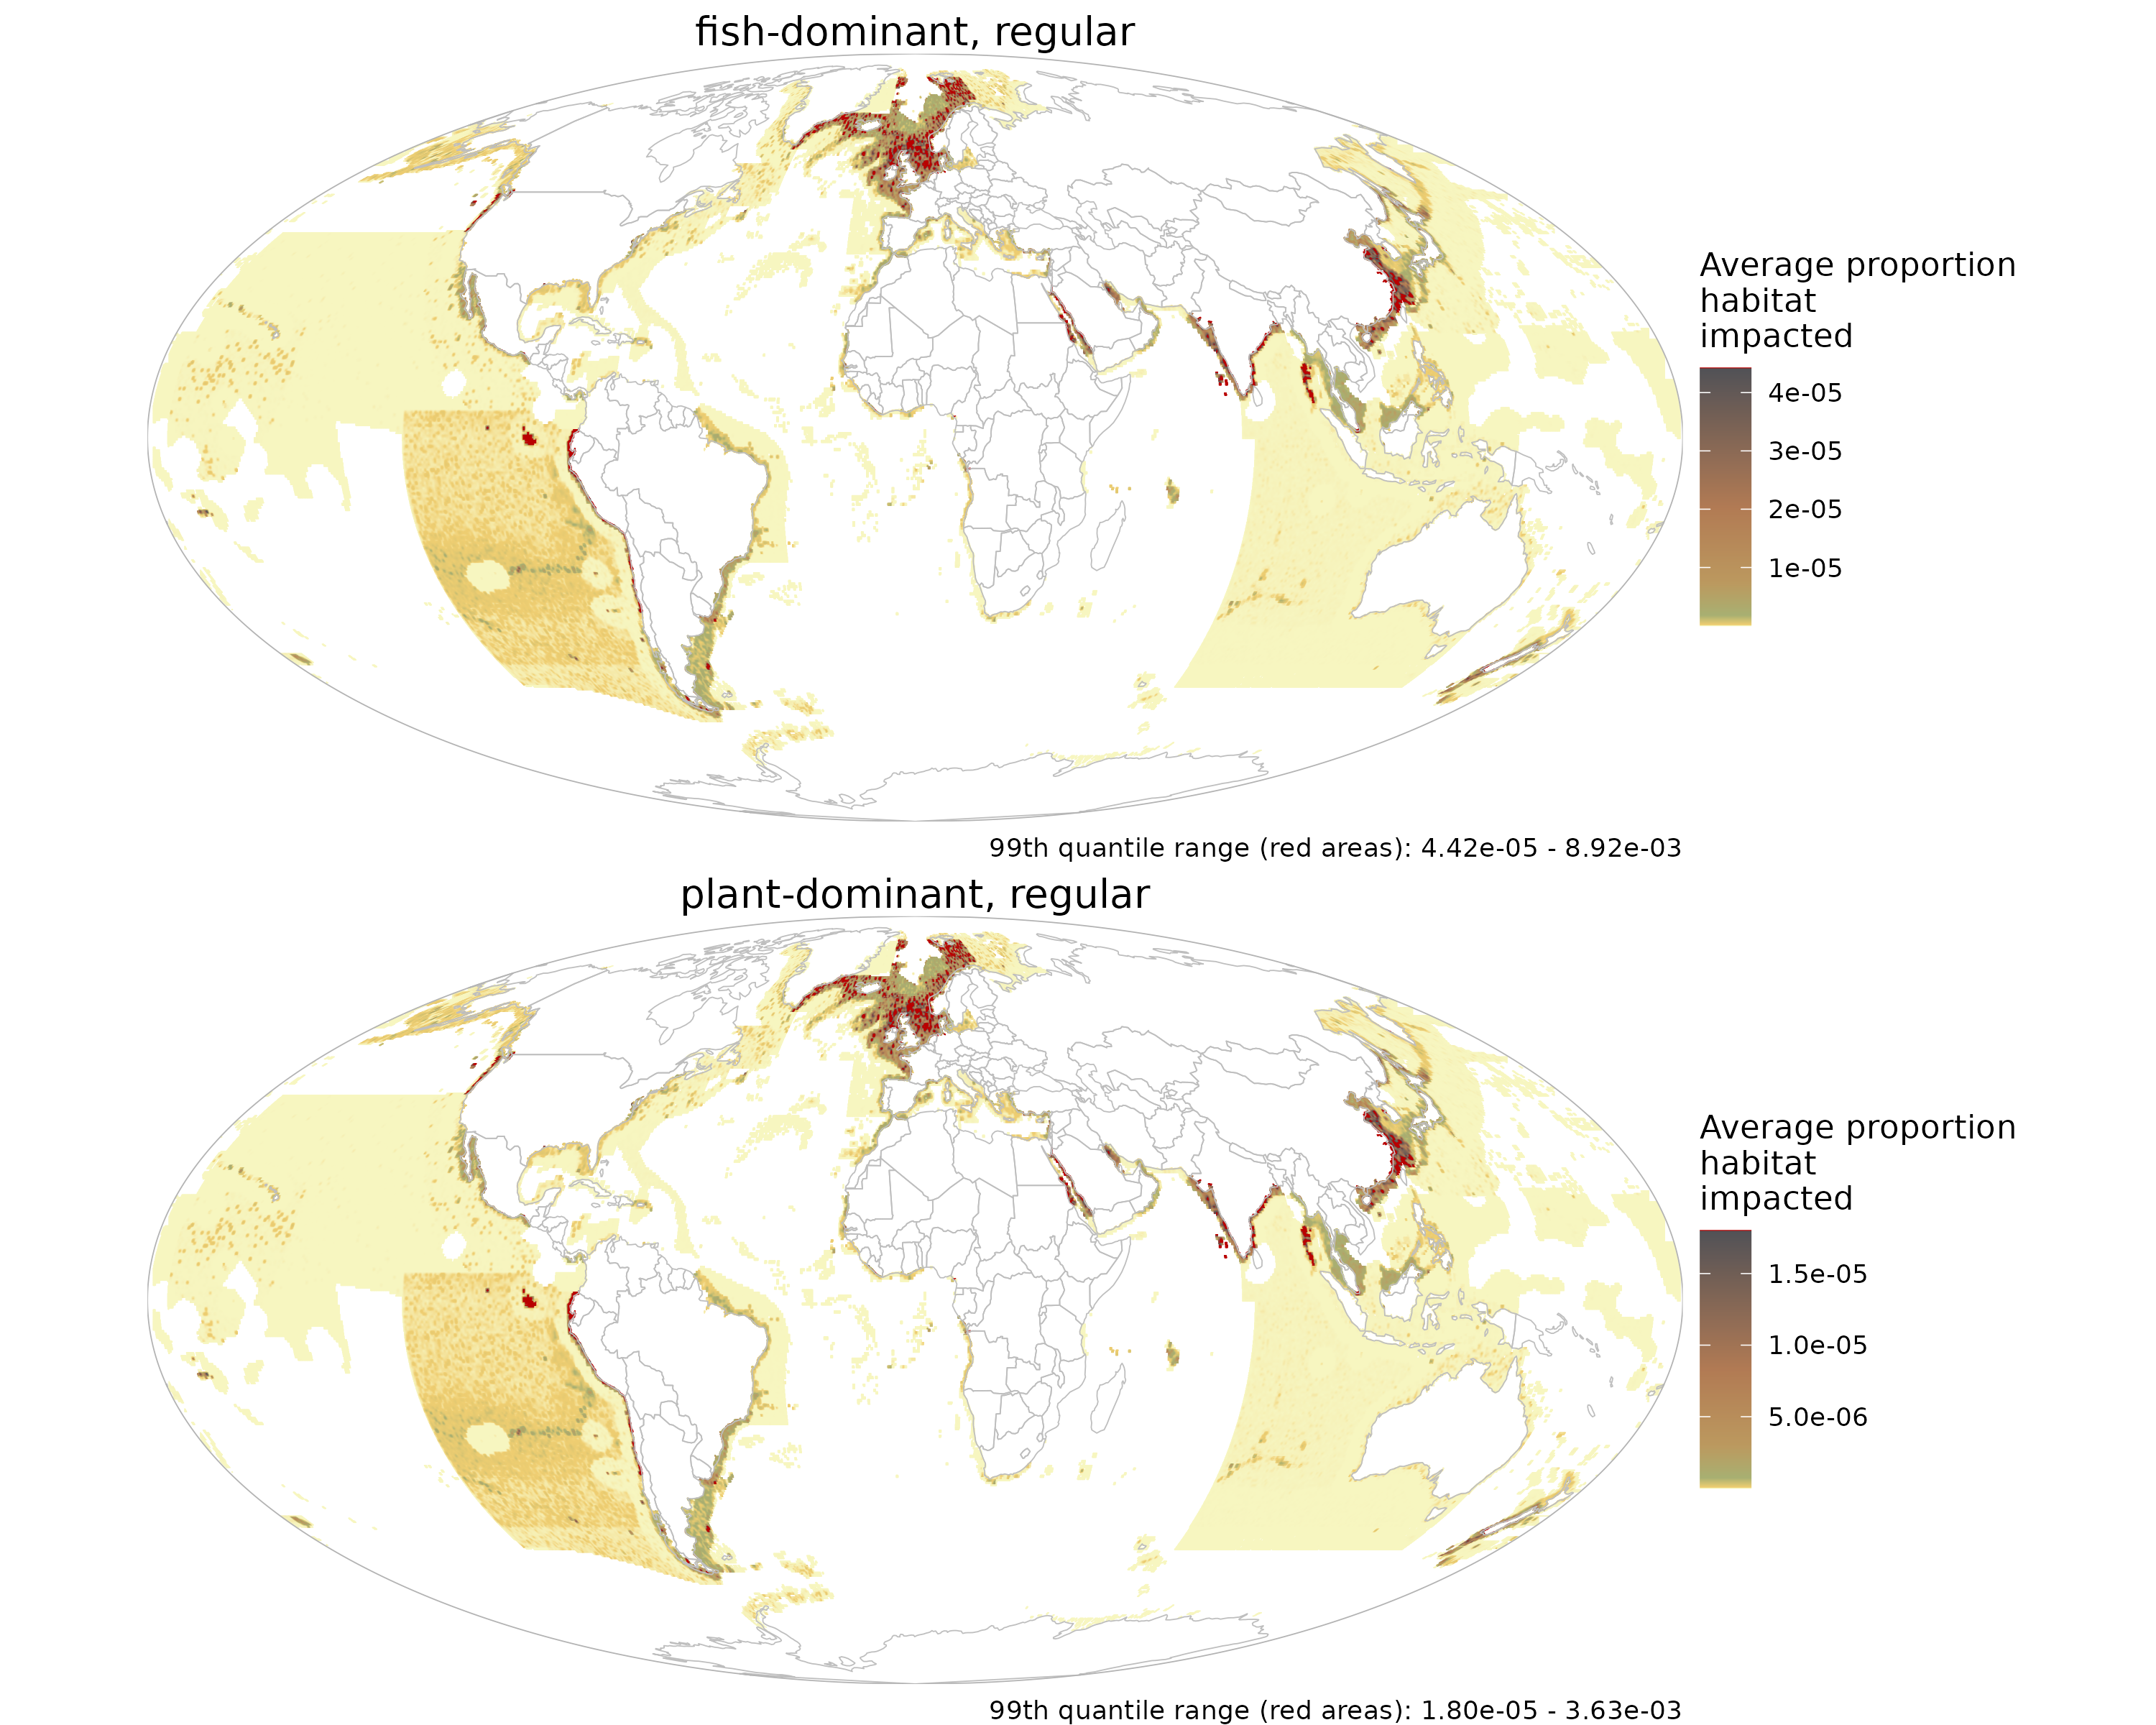 fish-dominant, regular
Average proportion
habitat
impacted
4e-05
3e-05
2e-05
1e-05
99th quantile range (red areas): 4.42e-05 - 8.92e-03
plant-dominant, regular
Average proportion
habitat
impacted
1.5e-05
1.0e-05
5.0e-06
99th quantile range (red areas): 1.80e-05 - 3.63e-03